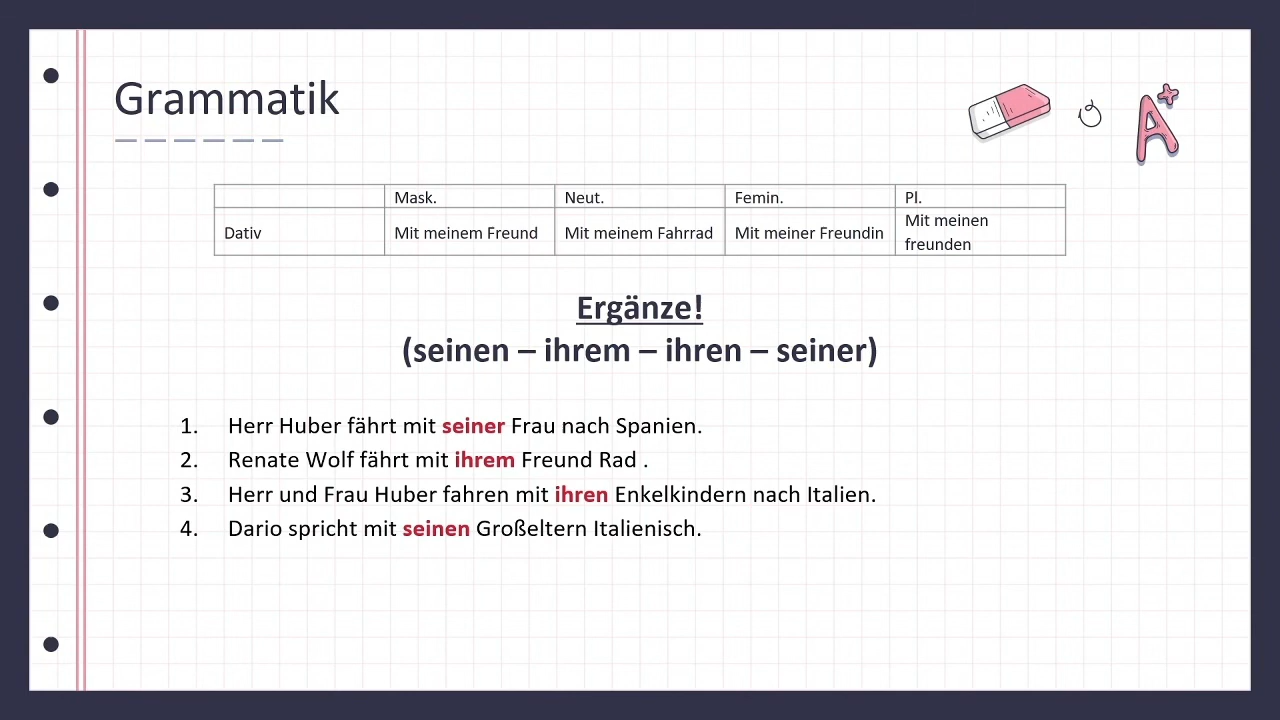 Grammatik
Mask. Neut. Femin. Pl.
Dativ Mit meinem Freund Mit meinem Fahrrad Mit meiner Freundin Mit meinen
freunden
Ergänze!
(seinen – ihrem – ihren – seiner)
1. Herr Huber fährt mit seiner Frau nach Spanien.
2. Renate Wolf fährt mit ihrem Freund Rad .
3. Herr und Frau Huber fahren mit ihren Enkelkindern nach Italien.
4. Dario spricht mit seinen Großeltern Italienisch.
A+